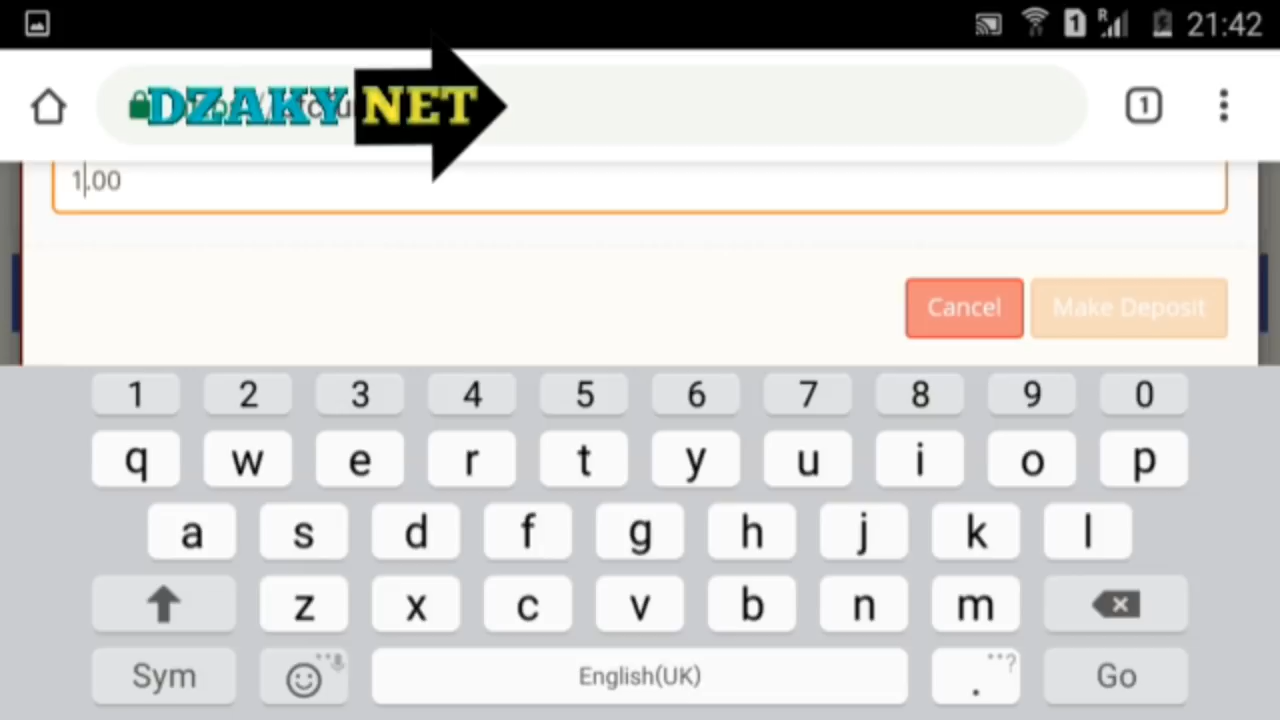 1 R 21:42
DZAKY NET
1
1.00
Cancel Make Deposit
1 2 3 4 5 6 7 8 9 0
q w e r t y u i o p
a s d f g h j k l
z x c v b n m
Sym English(UK) . ? Go